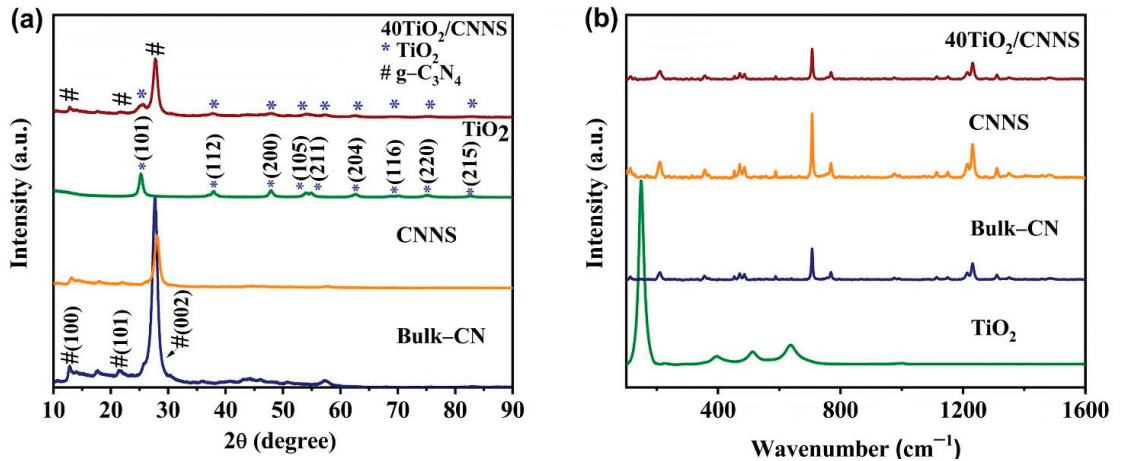 (a)
40TiO₂/CNNS
* TiO₂
# g–C₃N₄
#
#
#
*
*
*
*
*
*
*
*
*
TiO₂
*(101)
*(112)
*(200)
*(105)
*(211)
*(204)
*(116)
*(220)
*(215)
CNNS
#(100)
#(101)
#(002)
Bulk–CN
Intensity (a.u.)
10 20 30 40 50 60 70 80 90
2θ (degree)
(b)
40TiO₂/CNNS
CNNS
Bulk–CN
TiO₂
Intensity (a.u.)
400 800 1200 1600
Wavenumber (cm⁻¹)